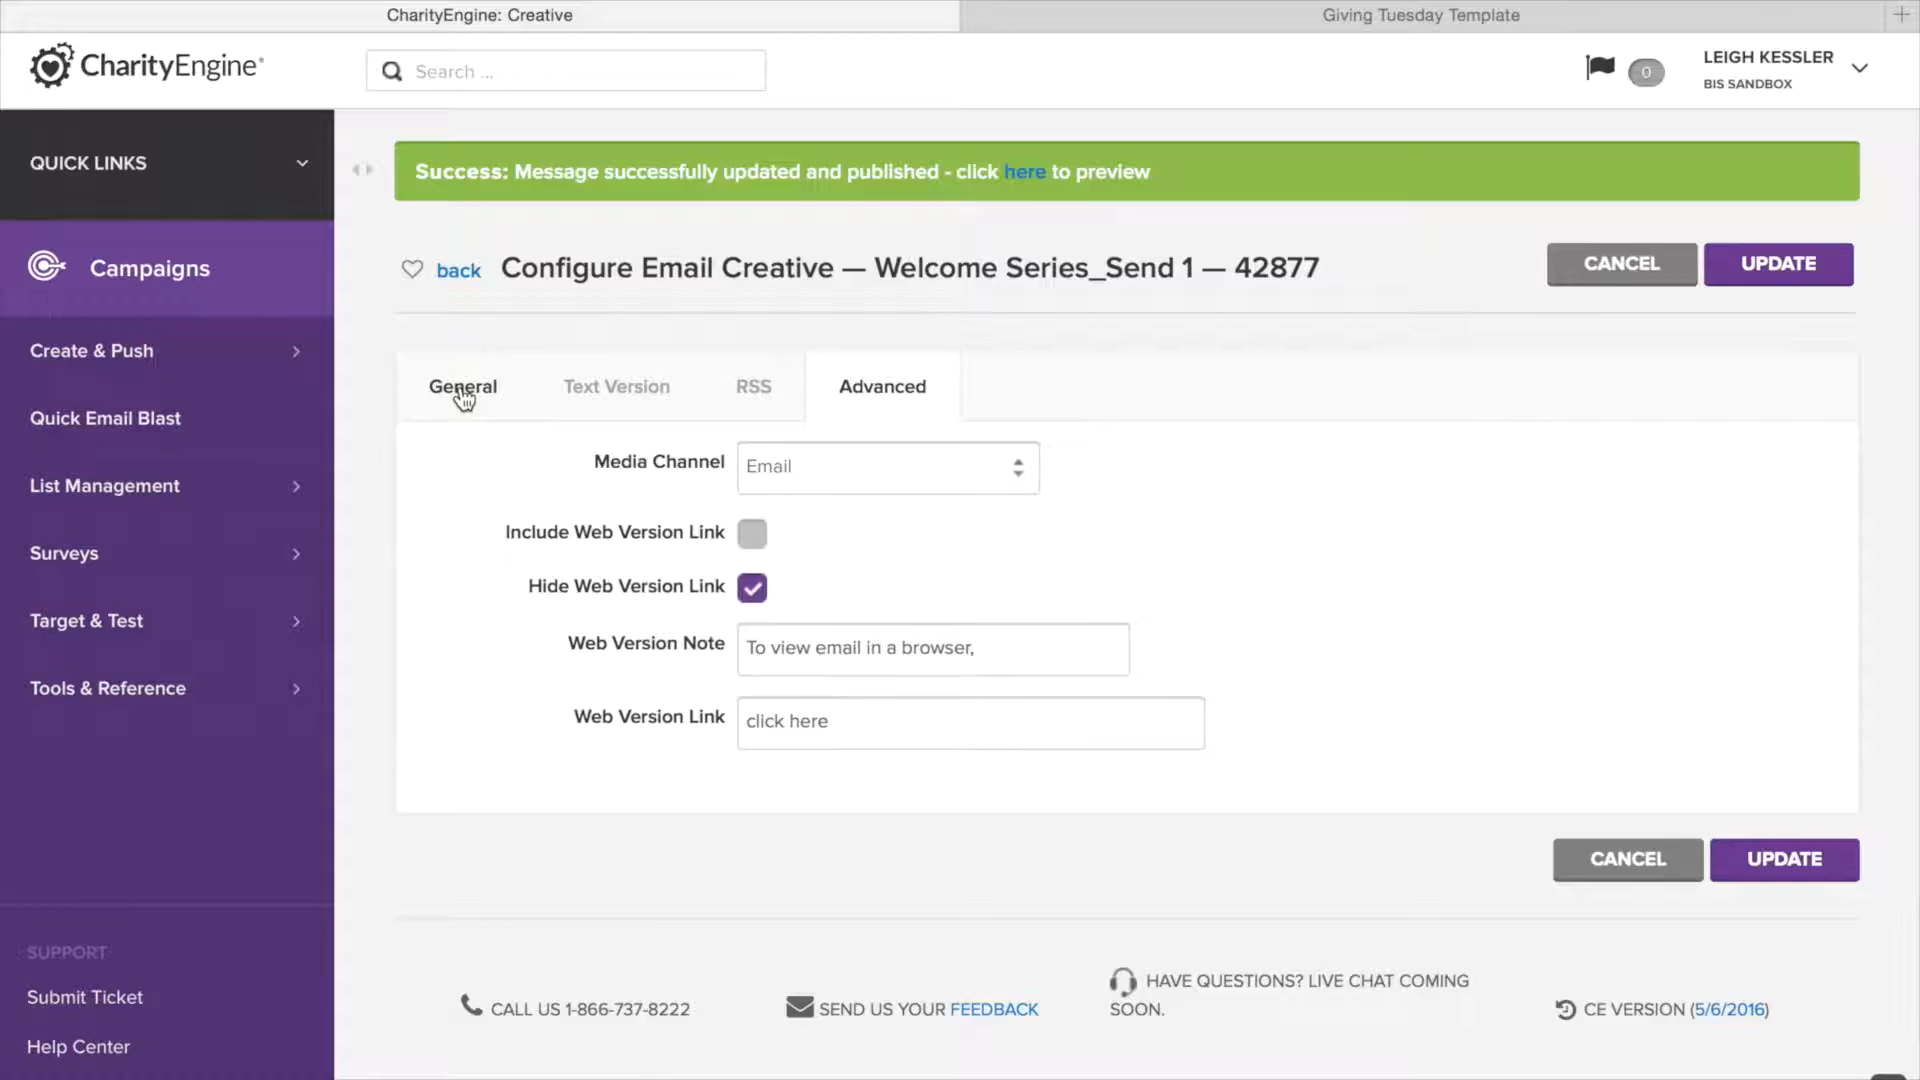 CharityEngine: Creative
Giving Tuesday Template
CharityEngine®
Search ...
0
LEIGH KESSLER
BIS SANDBOX
QUICK LINKS
Success: Message successfully updated and published - click here to preview
Campaigns
back Configure Email Creative — Welcome Series_Send 1 — 42877
CANCEL UPDATE
Create & Push
Quick Email Blast
List Management
Surveys
Target & Test
Tools & Reference
General Text Version RSS Advanced
Media Channel Email
Include Web Version Link
Hide Web Version Link
Web Version Note To view email in a browser,
Web Version Link click here
CANCEL UPDATE
SUPPORT
Submit Ticket
Help Center
CALL US 1-866-737-8222
SEND US YOUR FEEDBACK
HAVE QUESTIONS? LIVE CHAT COMING
SOON.
CE VERSION (5/6/2016)